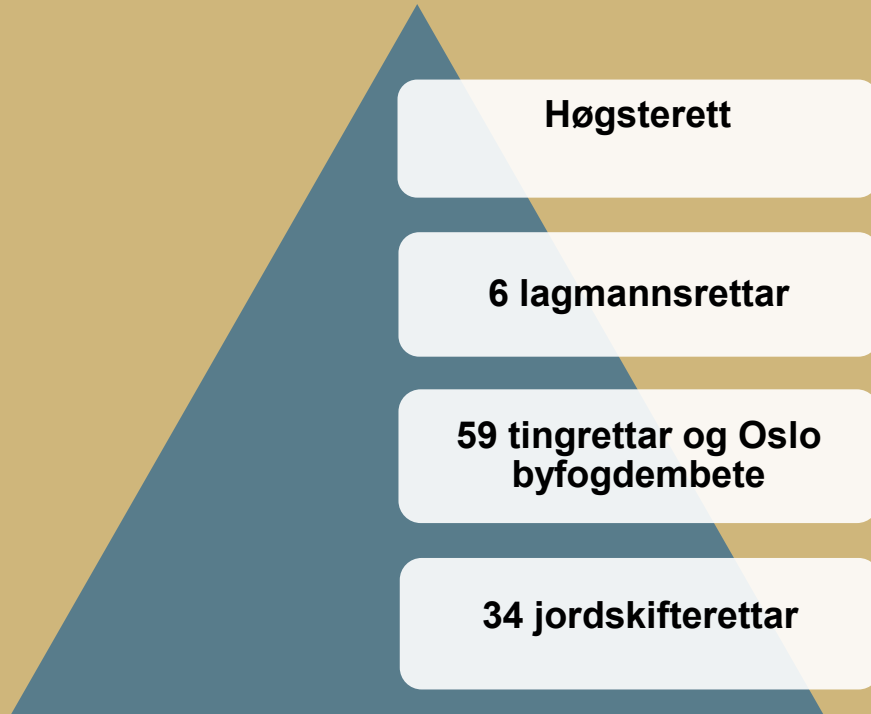 Høgsterett
6 lagmannsrettar
59 tingrettar og Oslo
byfogdembete
34 jordskifterettar